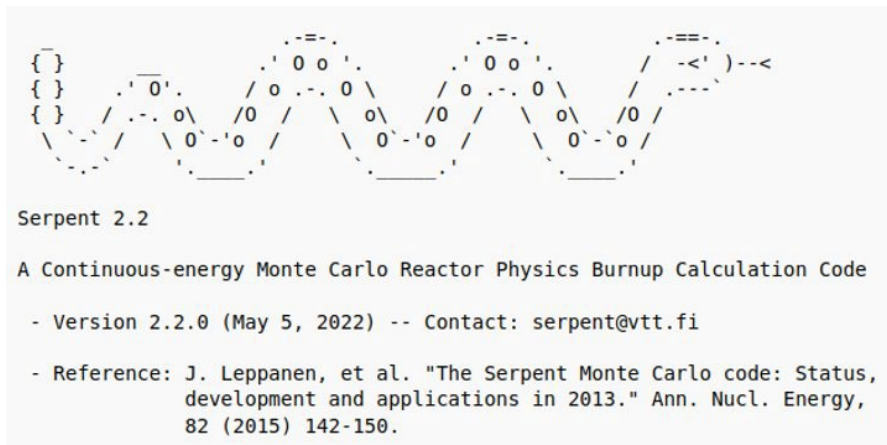 Serpent 2.2
A Continuous-energy Monte Carlo Reactor Physics Burnup Calculation Code
- Version 2.2.0 (May 5, 2022) -- Contact: serpent@vtt.fi
- Reference: J. Leppanen, et al. "The Serpent Monte Carlo code: Status,
development and applications in 2013." Ann. Nucl. Energy,
82 (2015) 142-150.